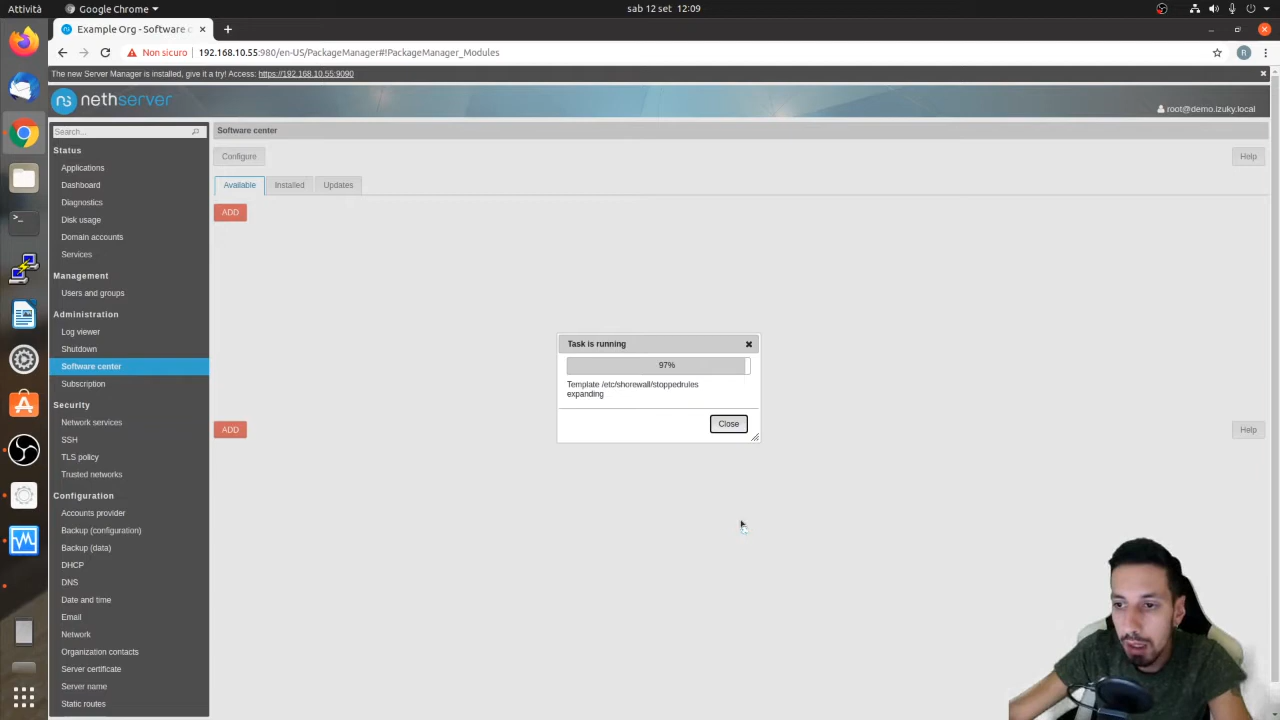 Attività
Google Chrome
sab 12 set, 12:09
Example Org - Software c
Non sicuro
192.168.10.55:980/en-US/PackageManager#!PackageManager_Modules
R
The new Server Manager is installed, give it a try! Access: https://192.168.10.55:9090
nethserver
root@demo.izuky.local
Search...
Software center
Status
Configure
Help
Applications
Dashboard
Available
Installed
Updates
Diagnostics
ADD
Disk usage
Domain accounts
Services
Management
Users and groups
Administration
Log viewer
Task is running
Shutdown
97%
Software center
Subscription
Template /etc/shorewall/stoppedrules
expanding
Security
Network services
Close
ADD
Help
SSH
TLS policy
Trusted networks
Configuration
Accounts provider
Backup (configuration)
Backup (data)
DHCP
DNS
Date and time
Email
Network
Organization contacts
Server certificate
Server name
Static routes